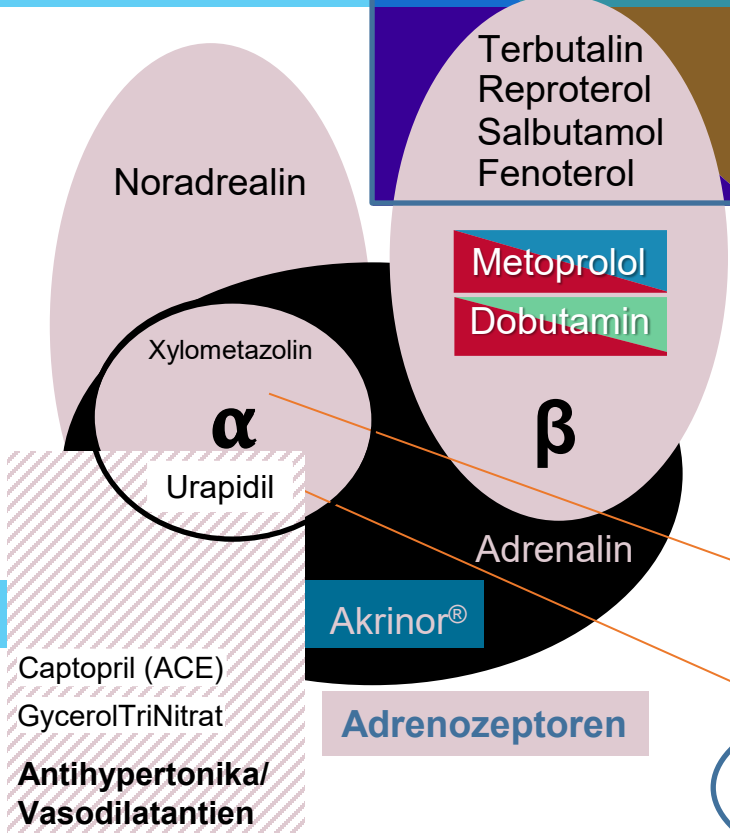 Terbutalin
Reproterol
Salbutamol
Fenoterol
Noradrealin
Metoprolol
Dobutamin
Xylometazolin
α
β
Urapidil
Adrenalin
Akrinor®
Captopril (ACE)
GycerolTriNitrat
Adrenozeptoren
Antihypertonika/
Vasodilatantien